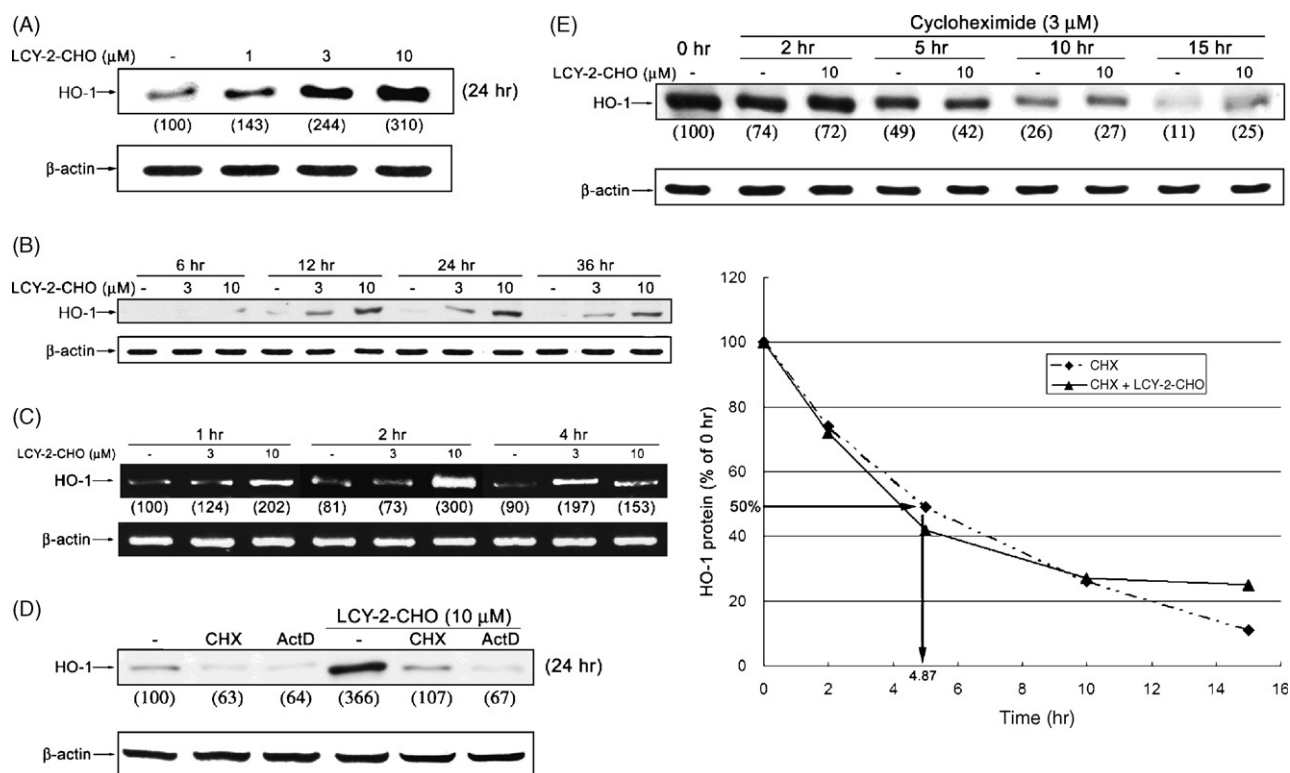 (A)
LCY-2-CHO (μM) - 1 3 10
HO-1 (24 hr)
(100) (143) (244) (310)
β-actin
(B)
6 hr 12 hr 24 hr 36 hr
LCY-2-CHO (μM) - 3 10 - 3 10 - 3 10 - 3 10
HO-1
β-actin
(C)
1 hr 2 hr 4 hr
LCY-2-CHO (μM) - 3 10 - 3 10 - 3 10
HO-1
(100) (124) (202) (81) (73) (300) (90) (197) (153)
β-actin
(D)
LCY-2-CHO (10 μM)
- CHX ActD - CHX ActD
HO-1 (24 hr)
(100) (63) (64) (366) (107) (67)
β-actin
(E)
Cycloheximide (3 μM)
0 hr 2 hr 5 hr 10 hr 15 hr
LCY-2-CHO (μM) - - 10 - 10 - 10 - 10
HO-1
(100) (74) (72) (49) (42) (26) (27) (11) (25)
β-actin
120
100
80
60
50%
40
20
0
HO-1 protein (% of 0 hr)
CHX
CHX + LCY-2-CHO
4.87
0 2 4 6 8 10 12 14 16
Time (hr)